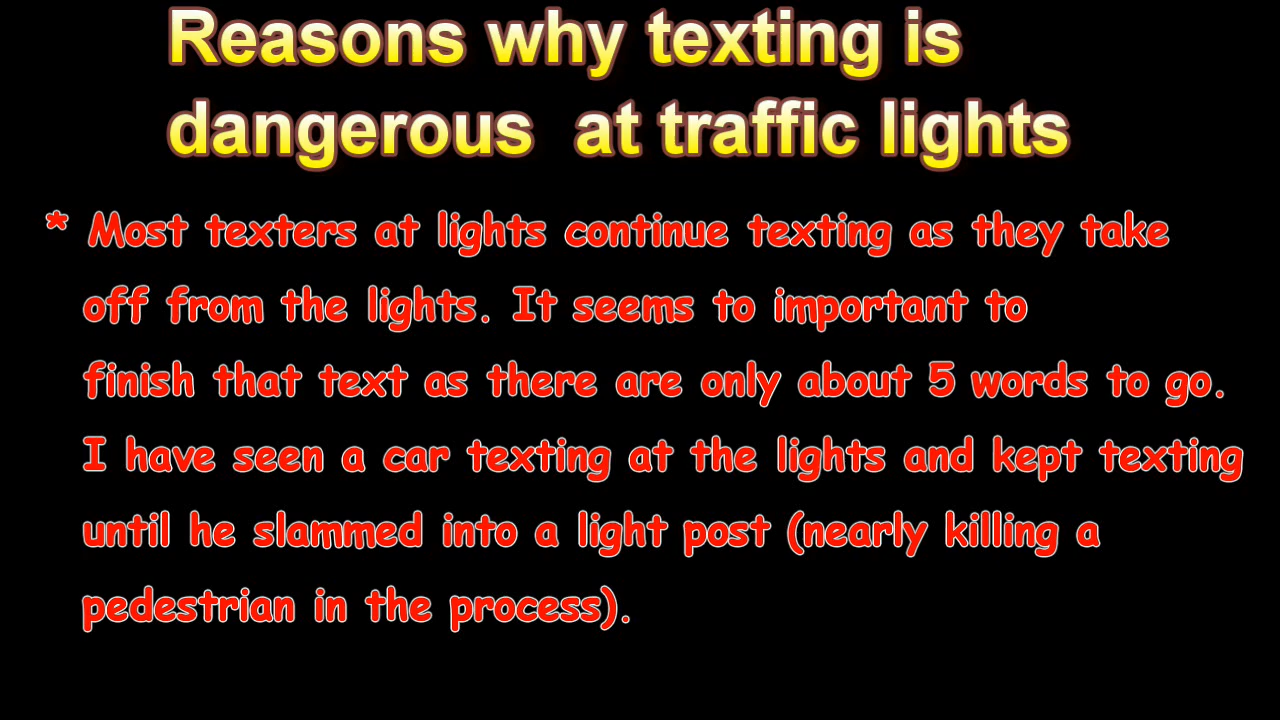 Reasons why texting is
dangerous  at traffic lights
* Most texters at lights continue texting as they take
off from the lights. It seems to important to
finish that text as there are only about 5 words to go.
I have seen a car texting at the lights and kept texting
until he slammed into a light post (nearly killing a
pedestrian in the process).